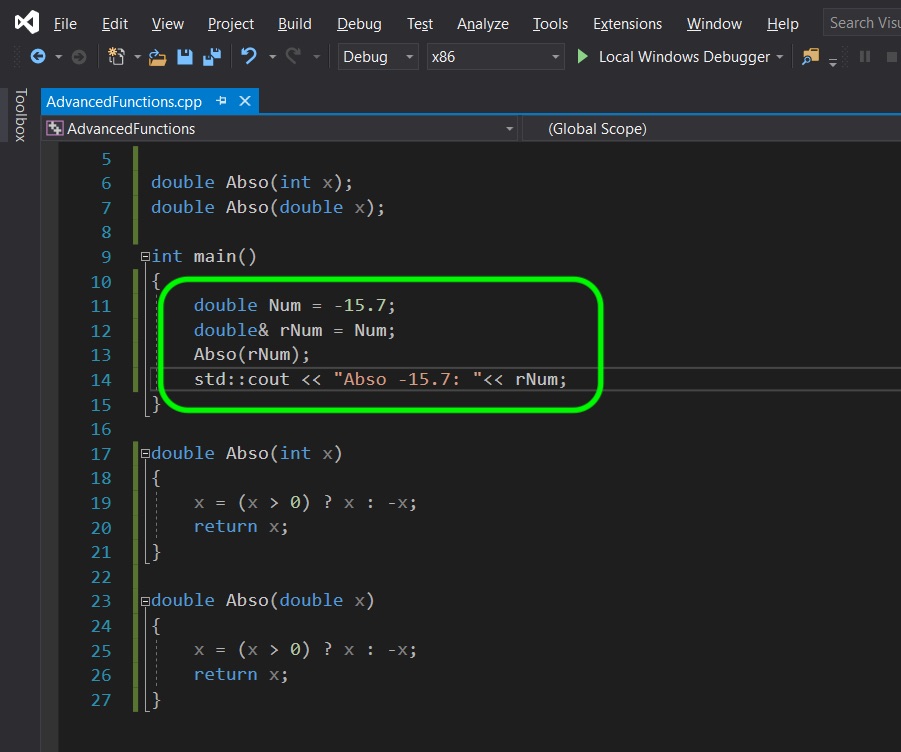 File Edit View Project Build Debug Test Analyze Tools Extensions Window Help Search Visu
Debug x86 Local Windows Debugger
Toolbox
AdvancedFunctions.cpp
AdvancedFunctions (Global Scope)
5
6 double Abso(int x);
7 double Abso(double x);
8
9 int main()
10 {
11 double Num = -15.7;
12 double& rNum = Num;
13 Abso(rNum);
14 std::cout << "Abso -15.7: "<< rNum;
15 }
16
17 double Abso(int x)
18 {
19 x = (x > 0) ? x : -x;
20 return x;
21 }
22
23 double Abso(double x)
24 {
25 x = (x > 0) ? x : -x;
26 return x;
27 }